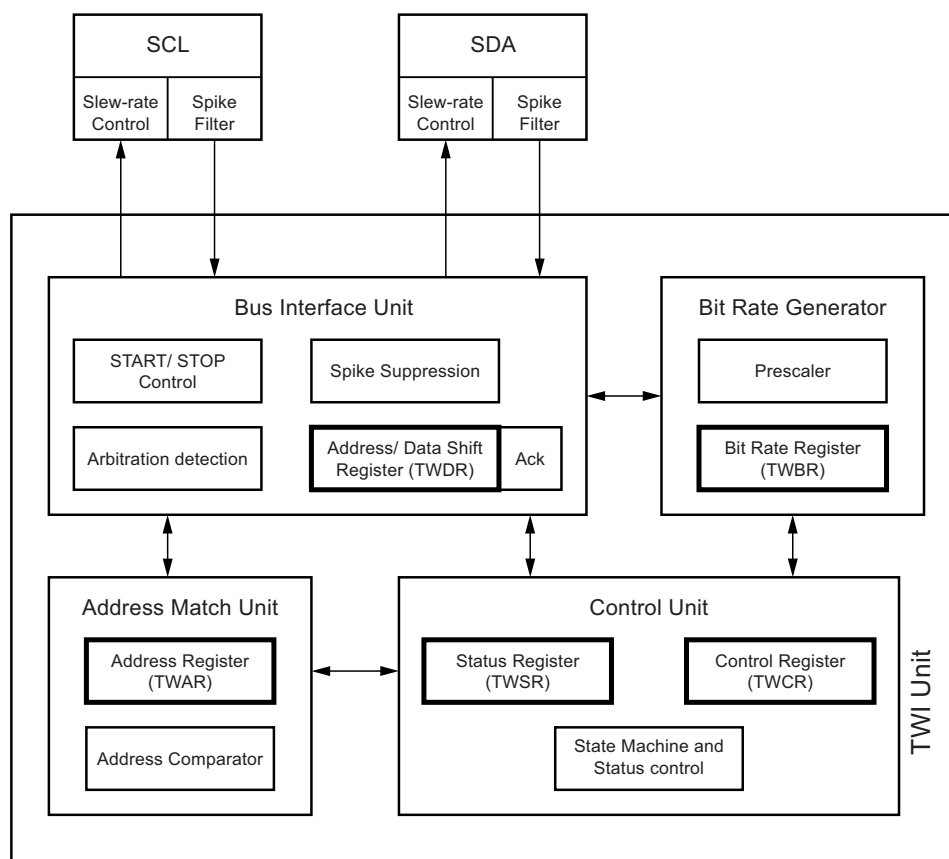 SCL
SDA
Slew-rate
Control
Spike
Filter
Slew-rate
Control
Spike
Filter
Bus Interface Unit
START/ STOP
Control
Spike Suppression
Arbitration detection
Address/ Data Shift
Register (TWDR)
Ack
Bit Rate Generator
Prescaler
Bit Rate Register
(TWBR)
Address Match Unit
Address Register
(TWAR)
Address Comparator
Control Unit
Status Register
(TWSR)
Control Register
(TWCR)
State Machine and
Status control
TWI Unit